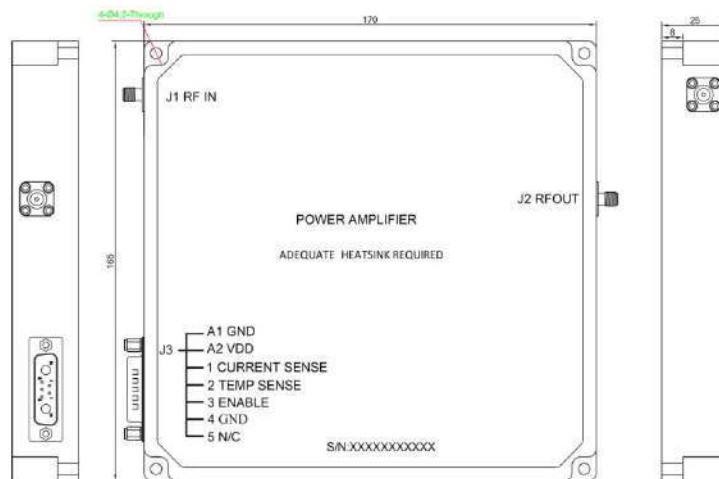 4-Ø4.5-Through
170
25
8
J1 RF IN
165
J2 RFOUT
POWER AMPLIFIER
ADEQUATE HEATSINK REQUIRED
J3
A1 GND
A2 VDD
1 CURRENT SENSE
2 TEMP SENSE
3 ENABLE
4 GND
5 N/C
S/N:XXXXXXXXXXX